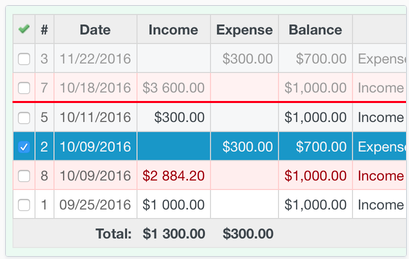 # Date Income Expense Balance
3 11/22/2016 $300.00 $700.00 Expens
7 10/18/2016 $3 600.00 $1,000.00 Income
5 10/11/2016 $300.00 $1,000.00 Income
2 10/09/2016 $300.00 $700.00 Expens
8 10/09/2016 $2 884.20 $1,000.00 Income
1 09/25/2016 $1 000.00 $1,000.00 Income
Total: $1 300.00 $300.00